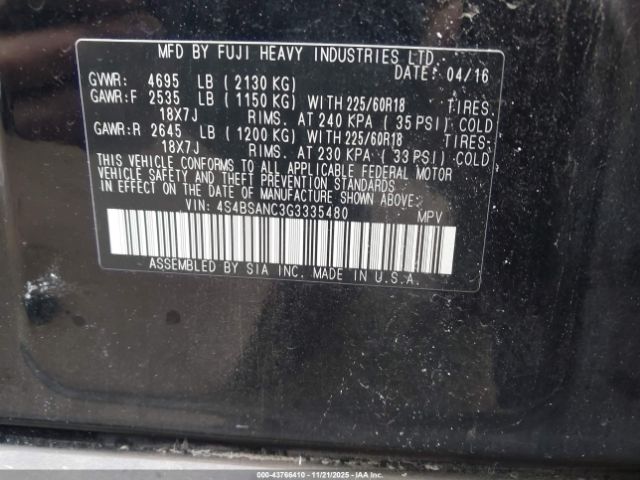 MFD BY FUJI HEAVY INDUSTRIES LTD.
DATE: 04/16
GVWR: 4695 LB ( 2130 KG)
GAWR:F 2535 LB ( 1150 KG) WITH 225/60R18 TIRES.
18X7J RIMS. AT 240 KPA ( 35 PSI) COLD
GAWR:R 2645 LB ( 1200 KG) WITH 225/60R18 TIRES.
18X7J RIMS. AT 230 KPA ( 33 PSI) COLD
THIS VEHICLE CONFORMS TO ALL APPLICABLE FEDERAL MOTOR
VEHICLE SAFETY AND THEFT PREVENTION STANDARDS
IN EFFECT ON THE DATE OF MANUFACTURE SHOWN ABOVE.
VIN: 4S4BSANC3G3335480 MPV
ASSEMBLED BY SIA INC. MADE IN U.S.A.
000-43766410 - 11/21/2025 - IAAI.COM